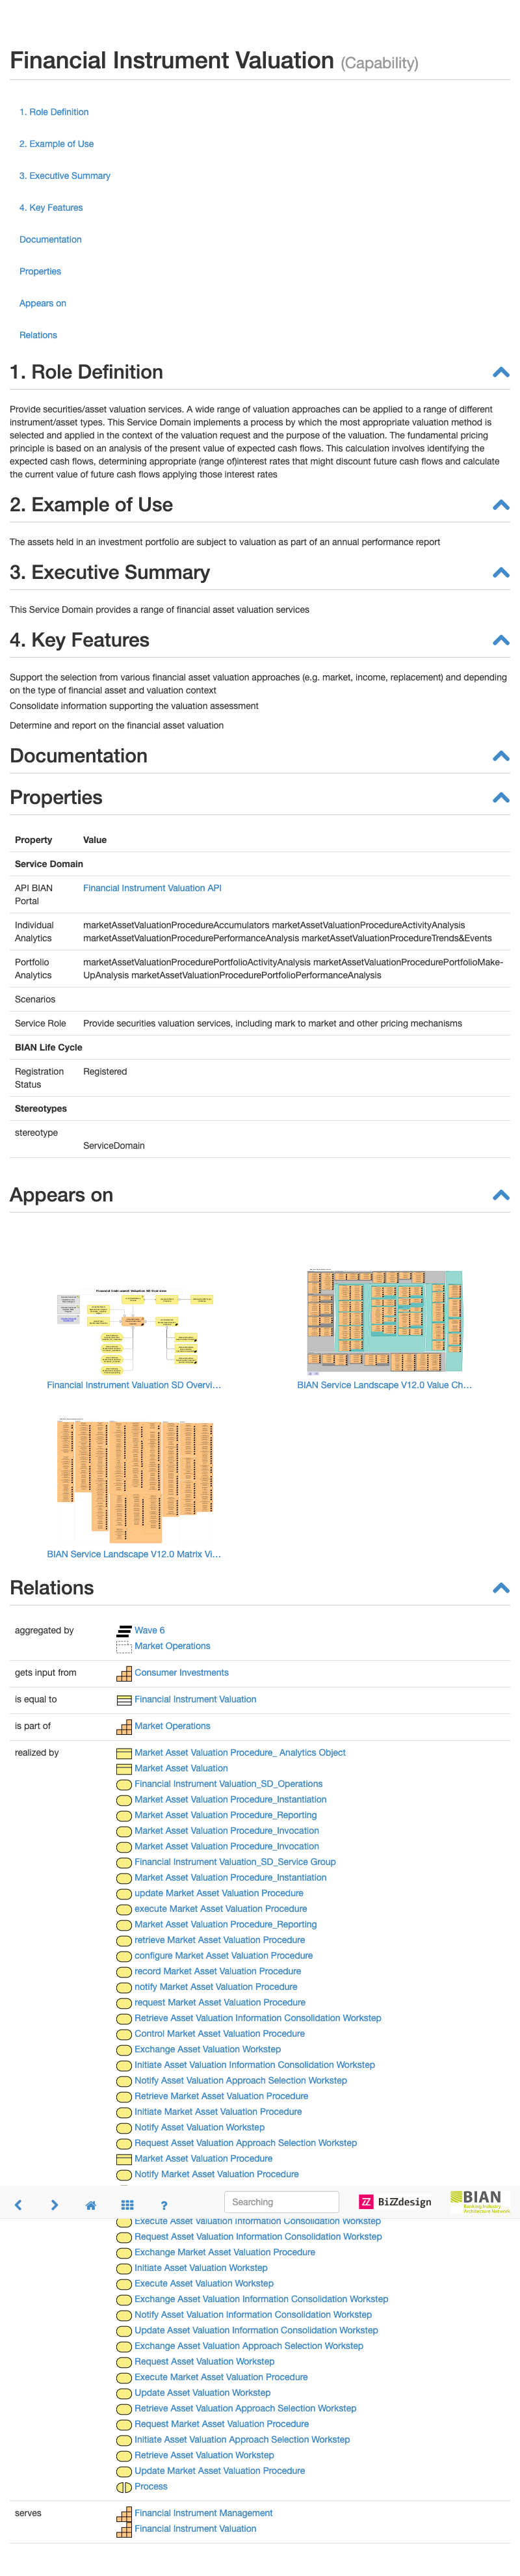 Financial Instrument Valuation (Capability)
1. Role Definition
2. Example of Use
3. Executive Summary
4. Key Features
Documentation
Properties
Appears on
Relations
1. Role Definition
Provide securities/asset valuation services. A wide range of valuation approaches can be applied to a range of different
instrument/asset types. This Service Domain implements a process by which the most appropriate valuation method is
selected and applied in the context of the valuation request and the purpose of the valuation. The fundamental pricing
principle is based on an analysis of the present value of expected cash flows. This calculation involves identifying the
expected cash flows, determining appropriate (range of)interest rates that might discount future cash flows and calculate
the current value of future cash flows applying those interest rates
2. Example of Use
The assets held in an investment portfolio are subject to valuation as part of an annual performance report
3. Executive Summary
This Service Domain provides a range of financial asset valuation services
4. Key Features
Support the selection from various financial asset valuation approaches (e.g. market, income, replacement) and depending
on the type of financial asset and valuation context
Consolidate information supporting the valuation assessment
Determine and report on the financial asset valuation
Documentation
Properties
Property Value
Service Domain
API BIAN Financial Instrument Valuation API
Portal
Individual marketAssetValuationProcedureAccumulators marketAssetValuationProcedureActivityAnalysis
Analytics marketAssetValuationProcedurePerformanceAnalysis marketAssetValuationProcedureTrends&Events
Portfolio marketAssetValuationProcedurePortfolioActivityAnalysis marketAssetValuationProcedurePortfolioMake-
Analytics UpAnalysis marketAssetValuationProcedurePortfolioPerformanceAnalysis
Scenarios
Service Role Provide securities valuation services, including mark to market and other pricing mechanisms
BIAN Life Cycle
Registration Registered
Status
Stereotypes
stereotype
ServiceDomain
Appears on
Financial Instrument Valuation SD Overview
Financial Instrument Valuation SD Overvi...
BIAN Service Landscape V12.0 Value Ch...
BIAN Service Landscape V12.0 Matrix Vi...
Relations
aggregated by Wave 6
Market Operations
gets input from Consumer Investments
is equal to Financial Instrument Valuation
is part of Market Operations
realized by Market Asset Valuation Procedure_ Analytics Object
Market Asset Valuation
Financial Instrument Valuation_SD_Operations
Market Asset Valuation Procedure_Instantiation
Market Asset Valuation Procedure_Reporting
Market Asset Valuation Procedure_Invocation
Market Asset Valuation Procedure_Invocation
Financial Instrument Valuation_SD_Service Group
Market Asset Valuation Procedure_Instantiation
update Market Asset Valuation Procedure
execute Market Asset Valuation Procedure
Market Asset Valuation Procedure_Reporting
retrieve Market Asset Valuation Procedure
configure Market Asset Valuation Procedure
record Market Asset Valuation Procedure
notify Market Asset Valuation Procedure
request Market Asset Valuation Procedure
Retrieve Asset Valuation Information Consolidation Workstep
Control Market Asset Valuation Procedure
Exchange Asset Valuation Workstep
Initiate Asset Valuation Information Consolidation Workstep
Notify Asset Valuation Approach Selection Workstep
Retrieve Market Asset Valuation Procedure
Initiate Market Asset Valuation Procedure
Notify Asset Valuation Workstep
Request Asset Valuation Approach Selection Workstep
Market Asset Valuation Procedure
Notify Market Asset Valuation Procedure
? Searching BiZZdesign BIAN
Banking Industry
Architecture Network
Execute Asset Valuation Information Consolidation Workstep
Request Asset Valuation Information Consolidation Workstep
Exchange Market Asset Valuation Procedure
Initiate Asset Valuation Workstep
Execute Asset Valuation Workstep
Exchange Asset Valuation Information Consolidation Workstep
Notify Asset Valuation Information Consolidation Workstep
Update Asset Valuation Information Consolidation Workstep
Exchange Asset Valuation Approach Selection Workstep
Request Asset Valuation Workstep
Execute Market Asset Valuation Procedure
Update Asset Valuation Workstep
Retrieve Asset Valuation Approach Selection Workstep
Request Market Asset Valuation Procedure
Initiate Asset Valuation Approach Selection Workstep
Retrieve Asset Valuation Workstep
Update Market Asset Valuation Procedure
Process
serves Financial Instrument Management
Financial Instrument Valuation